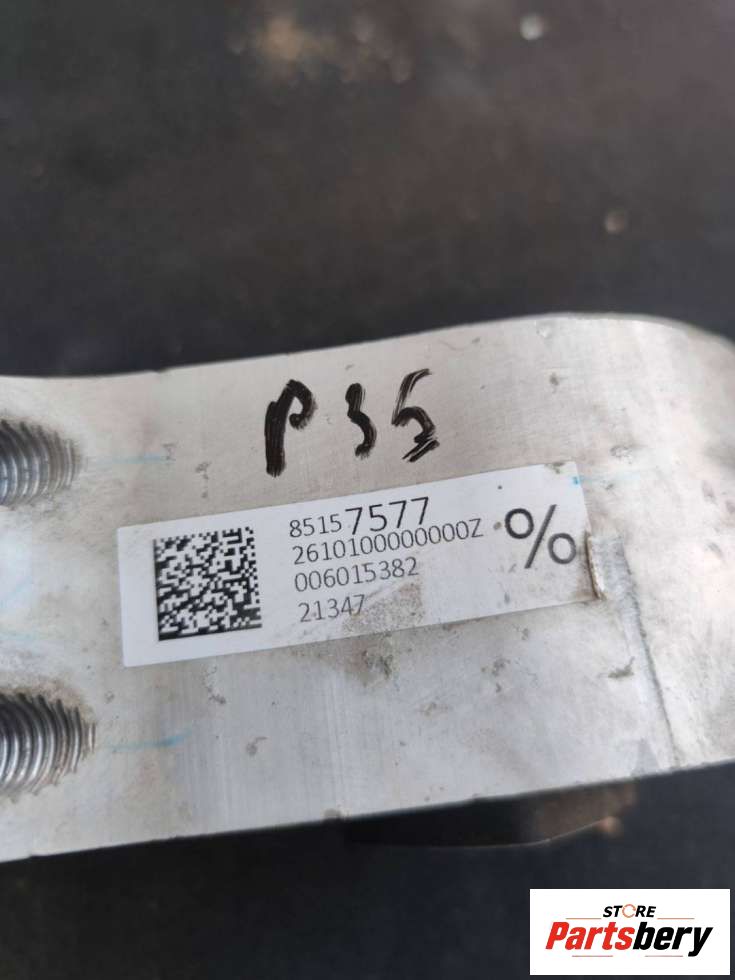 P35
85157577
2610100000000Z
006015382
21347
%
STORE
Partsbery